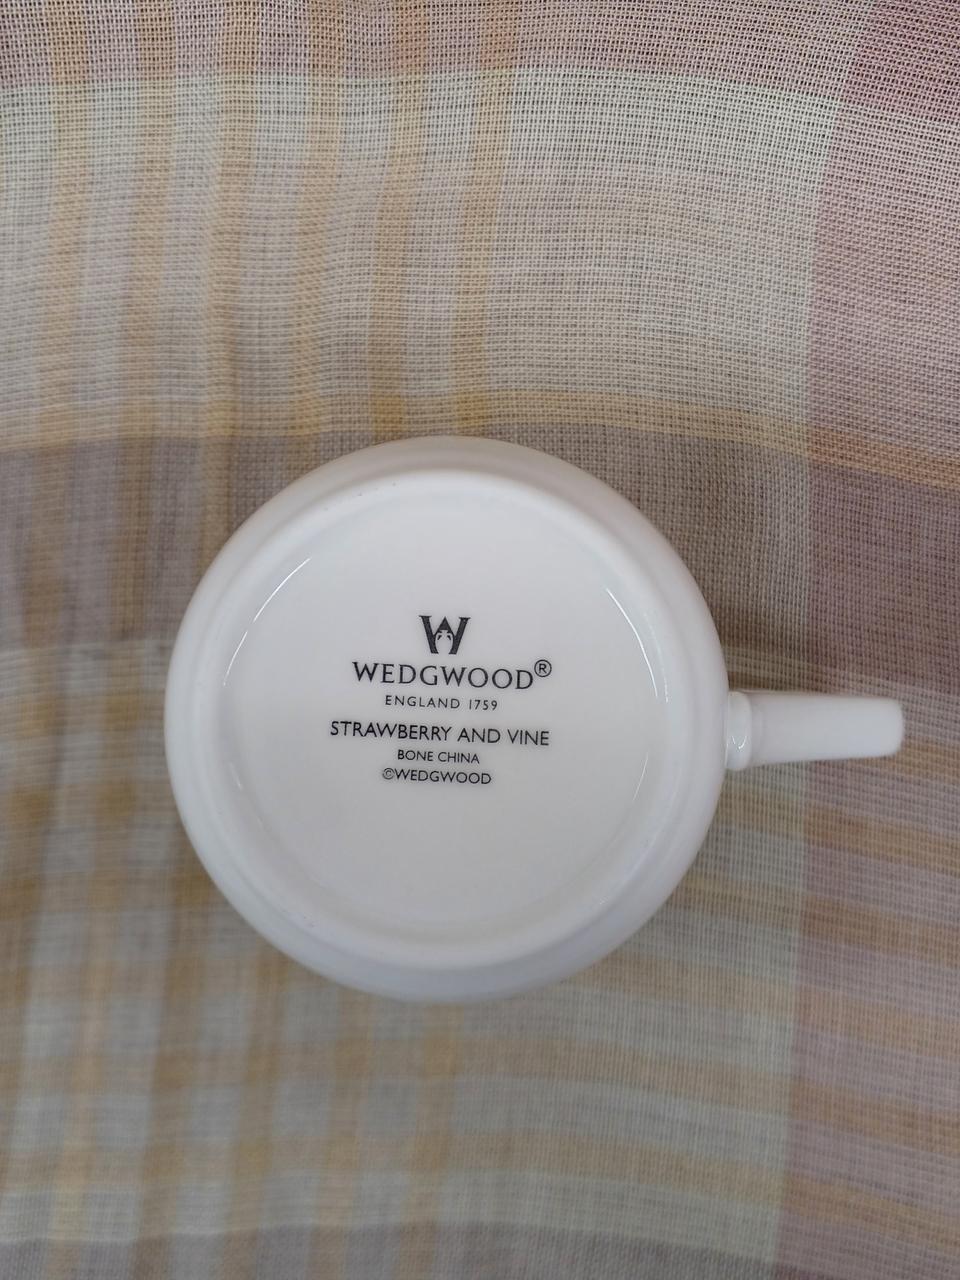 W
WEDGWOOD®
ENGLAND 1759
STRAWBERRY AND VINE
BONE CHINA
©WEDGWOOD